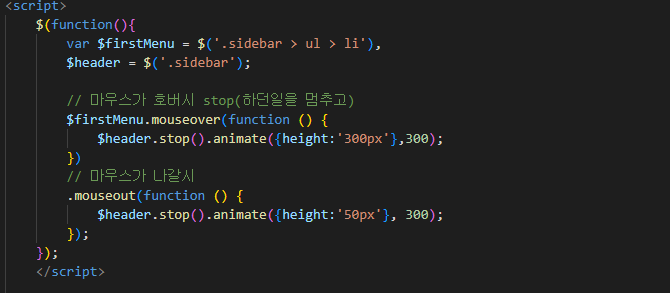 <script>
$(function(){
var $firstMenu = $('.sidebar > ul > li'),
$header = $('.sidebar');
// 마우스가 호버시 stop(하던일을 멈추고)
$firstMenu.mouseover(function () {
$header.stop().animate({height:'300px'},300);
})
// 마우스가 나갈시
.mouseout(function () {
$header.stop().animate({height:'50px'}, 300);
});
});
</script>